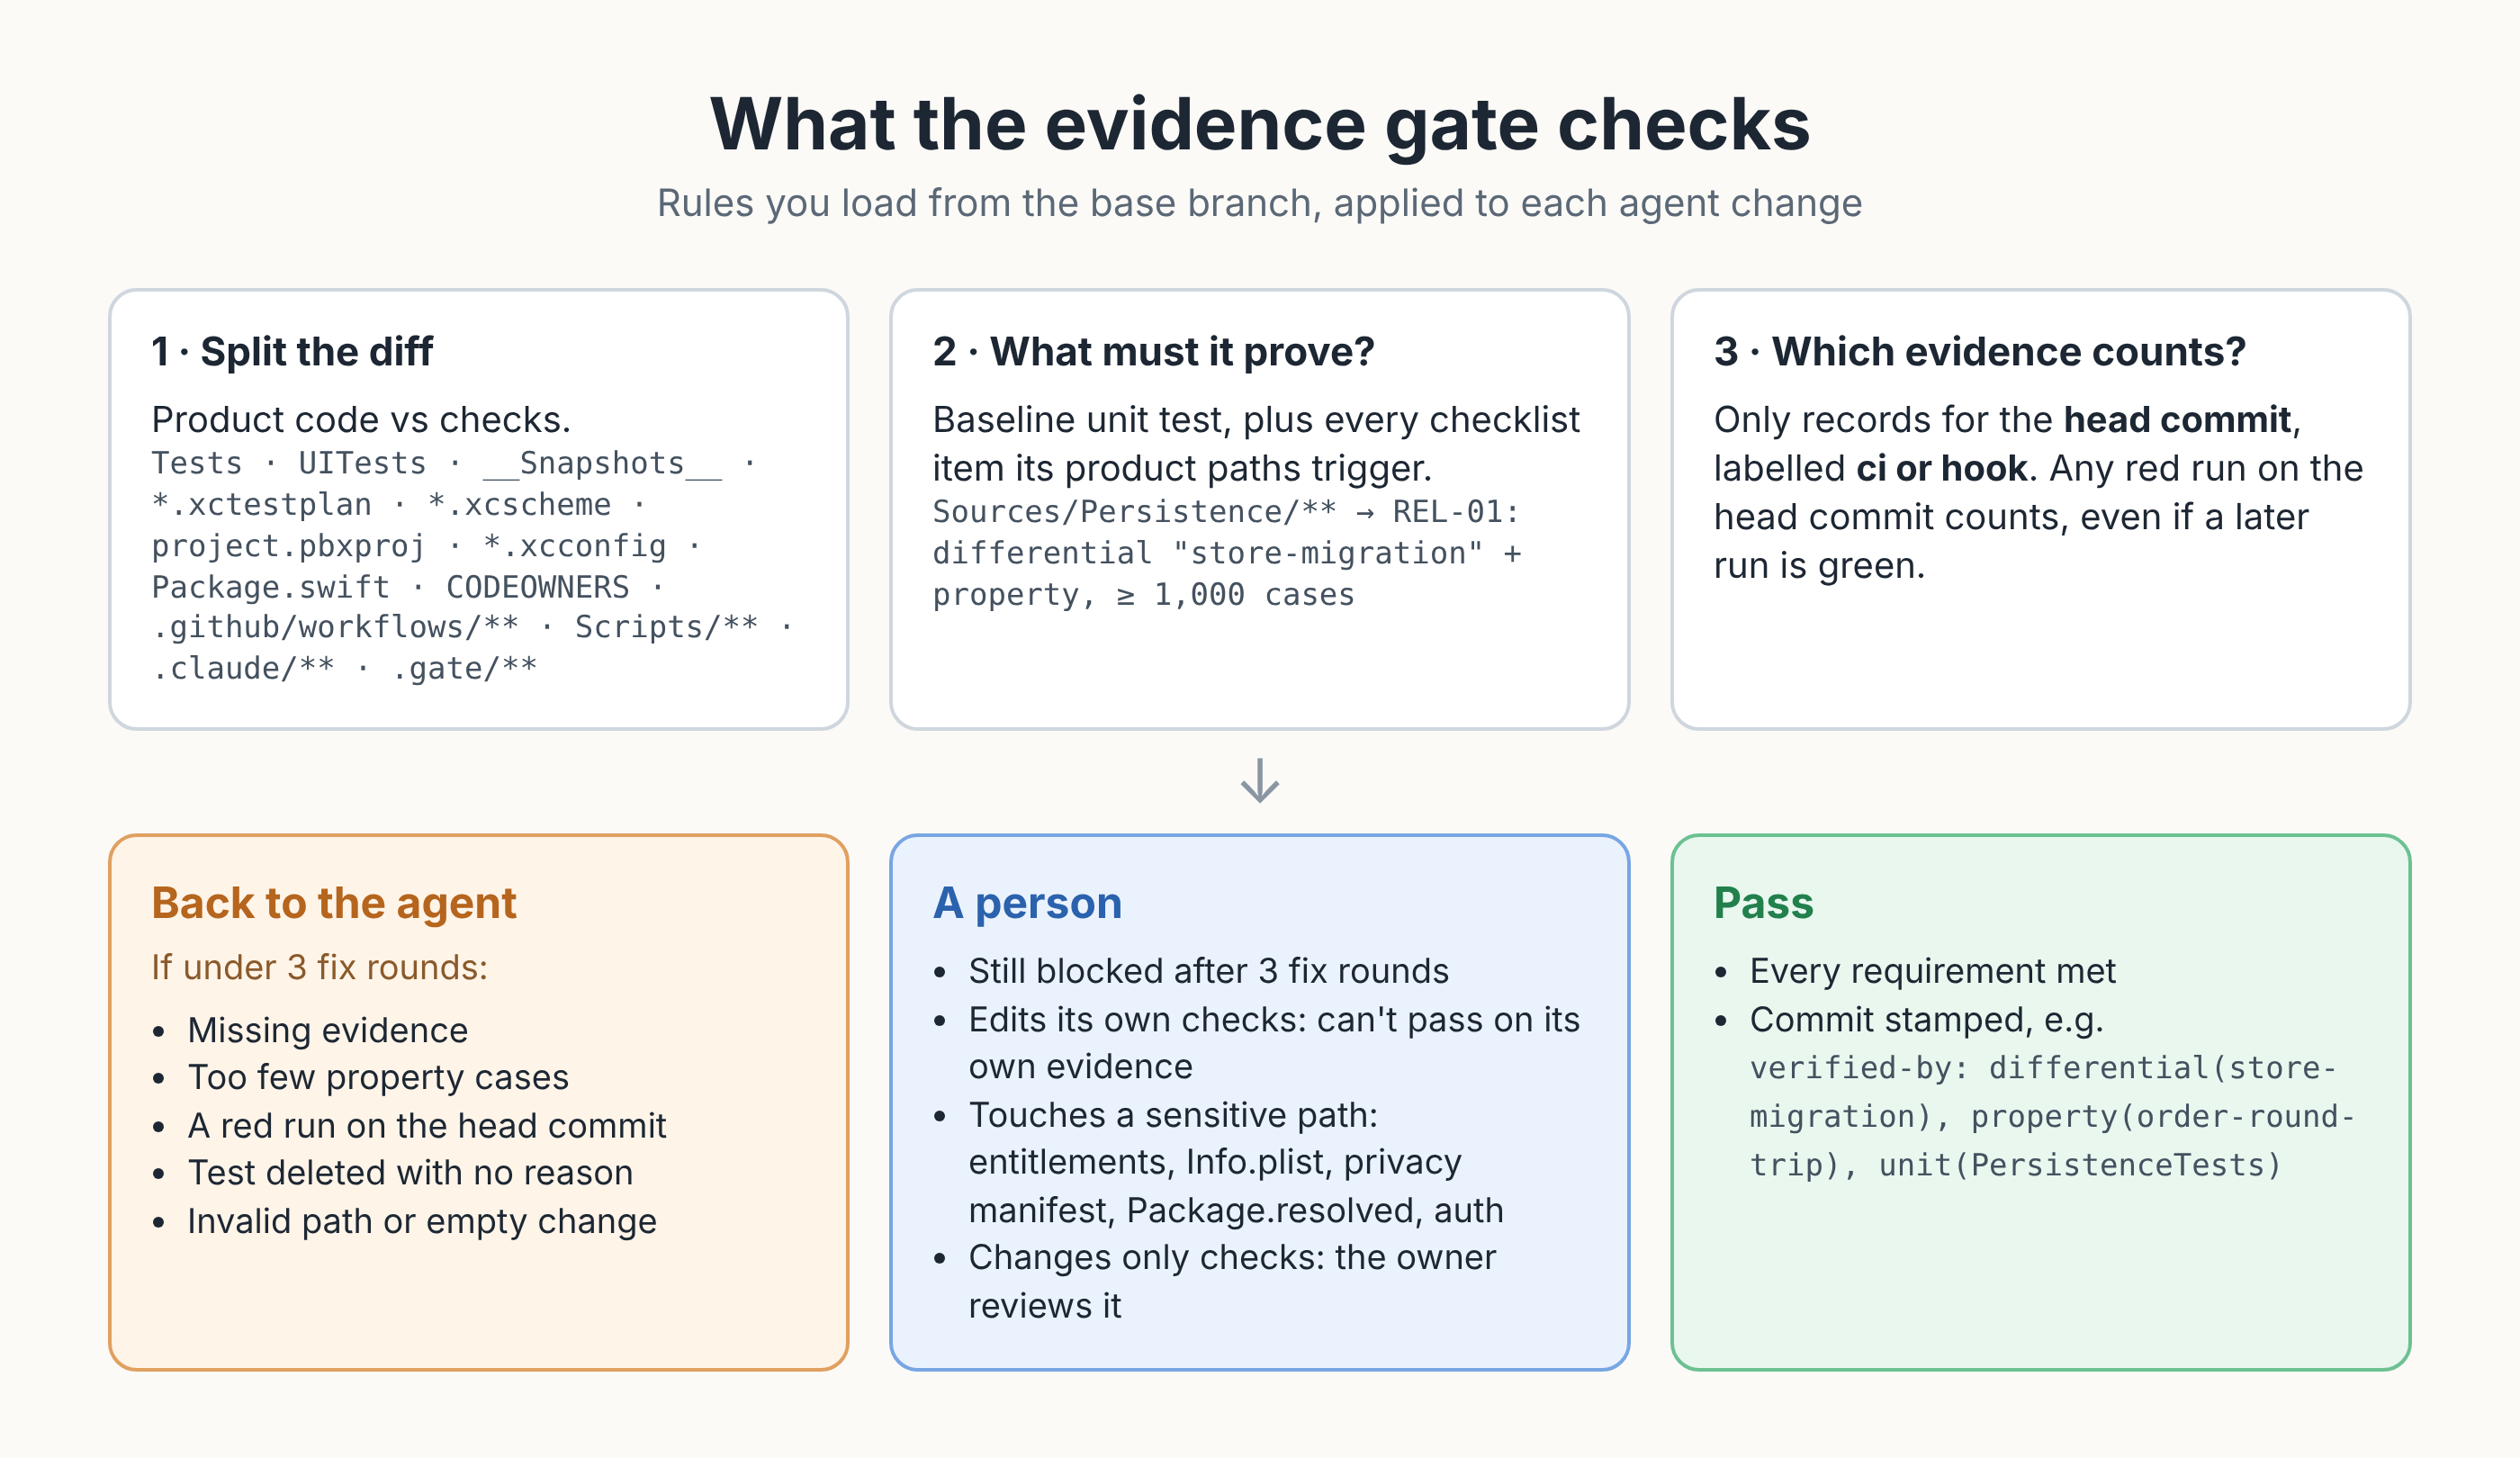 What the evidence gate checks
Rules you load from the base branch, applied to each agent change
1 · Split the diff
Product code vs checks.
Tests · UITests · __Snapshots__ ·
*.xctestplan · *.xcscheme ·
project.pbxproj · *.xcconfig ·
Package.swift · CODEOWNERS ·
.github/workflows/** · Scripts/** ·
.claude/** · .gate/**
2 · What must it prove?
Baseline unit test, plus every checklist
item its product paths trigger.
Sources/Persistence/** → REL-01:
differential "store-migration" +
property, ≥ 1,000 cases
3 · Which evidence counts?
Only records for the head commit,
labelled ci or hook. Any red run on the
head commit counts, even if a later
run is green.
↓
Back to the agent
If under 3 fix rounds:
• Missing evidence
• Too few property cases
• A red run on the head commit
• Test deleted with no reason
• Invalid path or empty change
A person
• Still blocked after 3 fix rounds
• Edits its own checks: can't pass on its
own evidence
• Touches a sensitive path:
entitlements, Info.plist, privacy
manifest, Package.resolved, auth
• Changes only checks: the owner
reviews it
Pass
• Every requirement met
• Commit stamped, e.g.
verified-by: differential(store-
migration), property(order-round-
trip), unit(PersistenceTests)